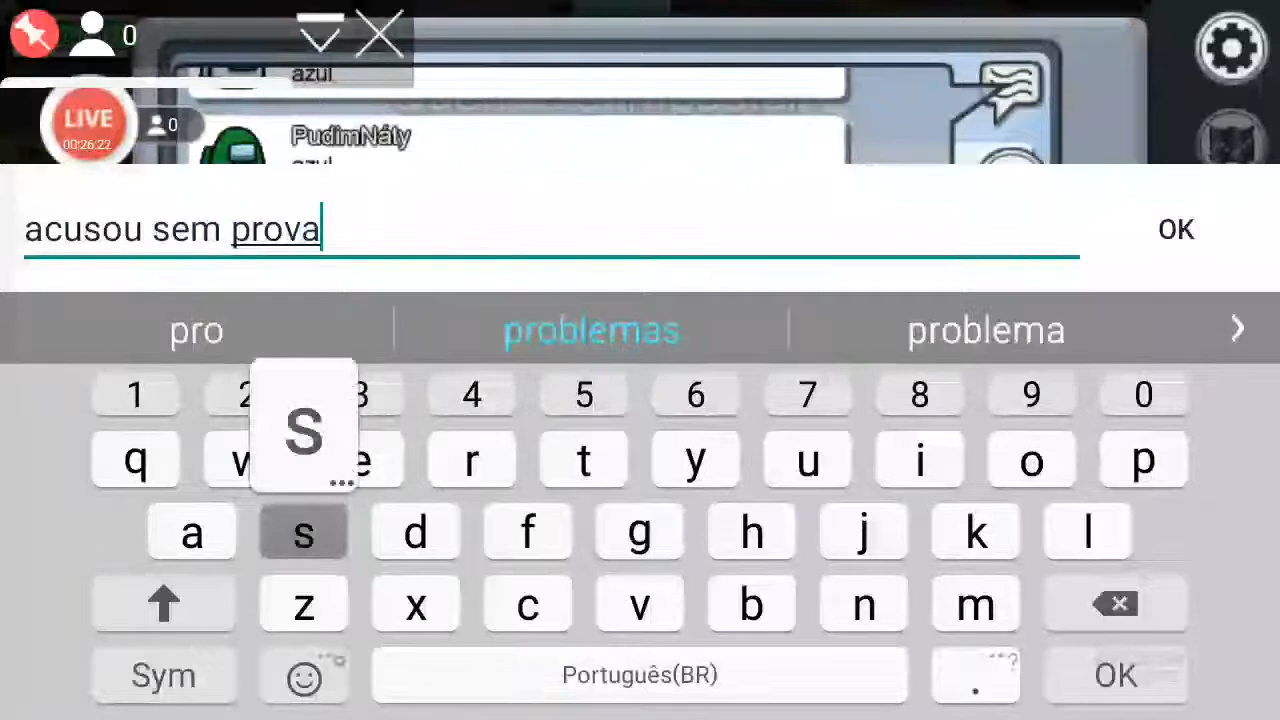 0
azul
LIVE
00:26:22
0
PudimNáty
azul
acusou sem prova
OK
pro
problemas
problema
1 2 3 4 5 6 7 8 9 0
s
q w e r t y u i o p
a s d f g h j k l
z x c v b n m
Sym
Português(BR)
. ?
OK